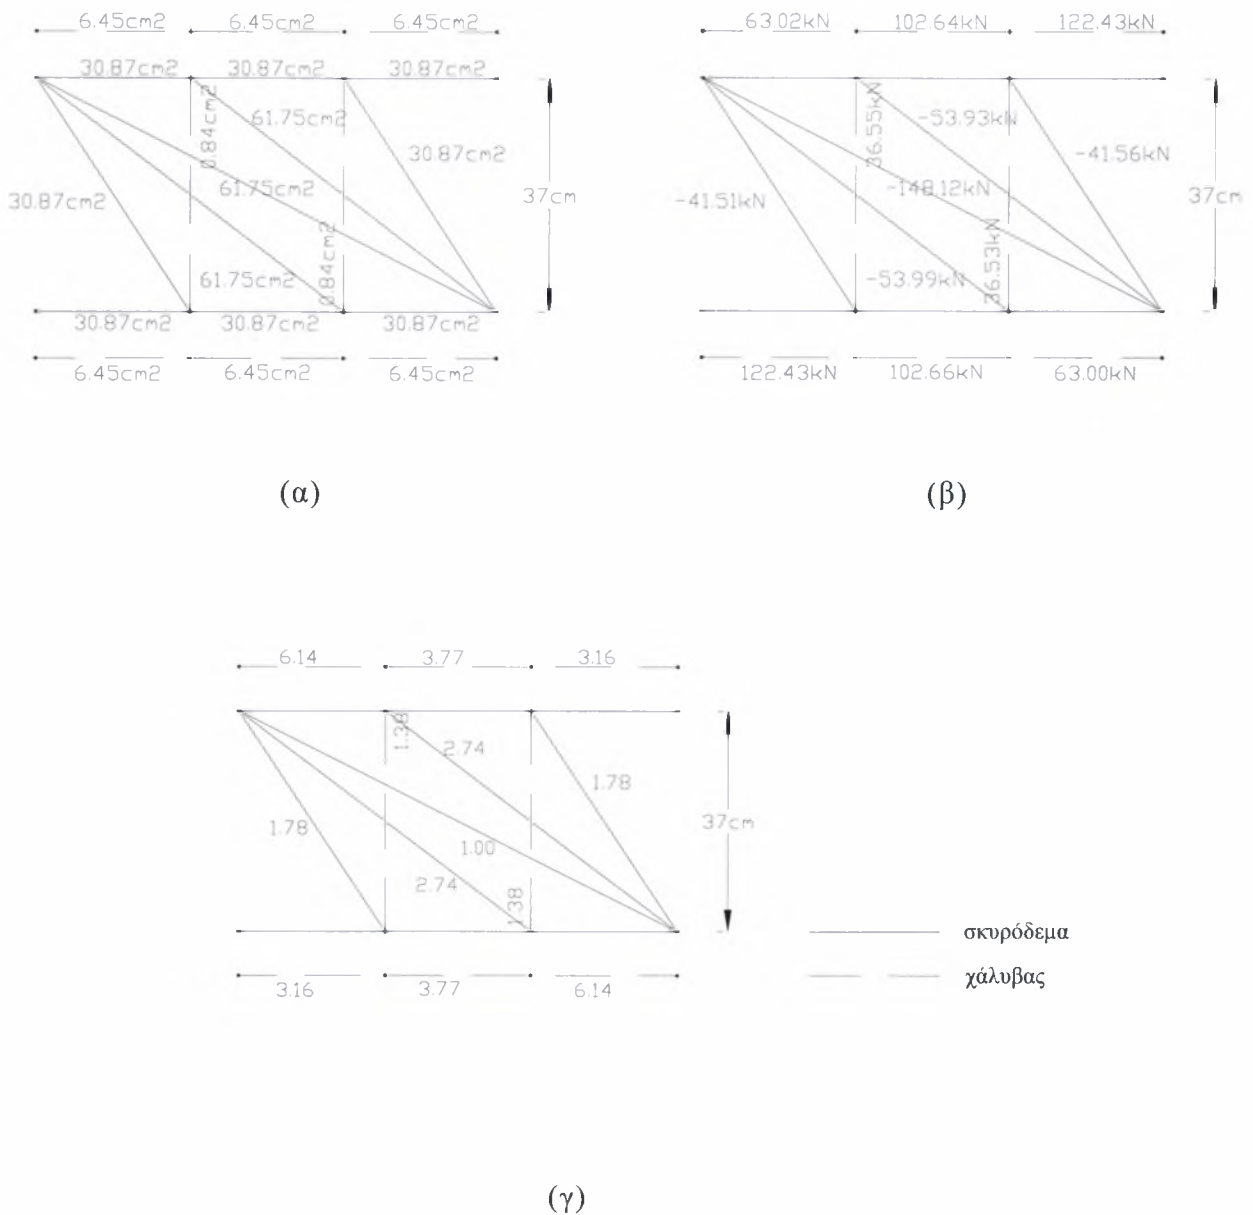 6.45cm2 6.45cm2 6.45cm2
30.87cm2 30.87cm2 30.87cm2
0.84cm2
61.75cm2
30.87cm2
61.75cm2
30.87cm2
37cm
0.84cm2
61.75cm2
30.87cm2 30.87cm2 30.87cm2
6.45cm2 6.45cm2 6.45cm2
(α)
63.02kN 102.64kN 122.43kN
36.55kN
-53.93kN
-41.56kN
-148.12kN
-41.51kN
37cm
36.53kN
-53.99kN
122.43kN 102.66kN 63.00kN
(β)
6.14 3.77 3.16
1.38
2.74
1.78
1.78
1.00
37cm
2.74
1.38
3.16 3.77 6.14
σκυρόδεμα
χάλυβας
(γ)